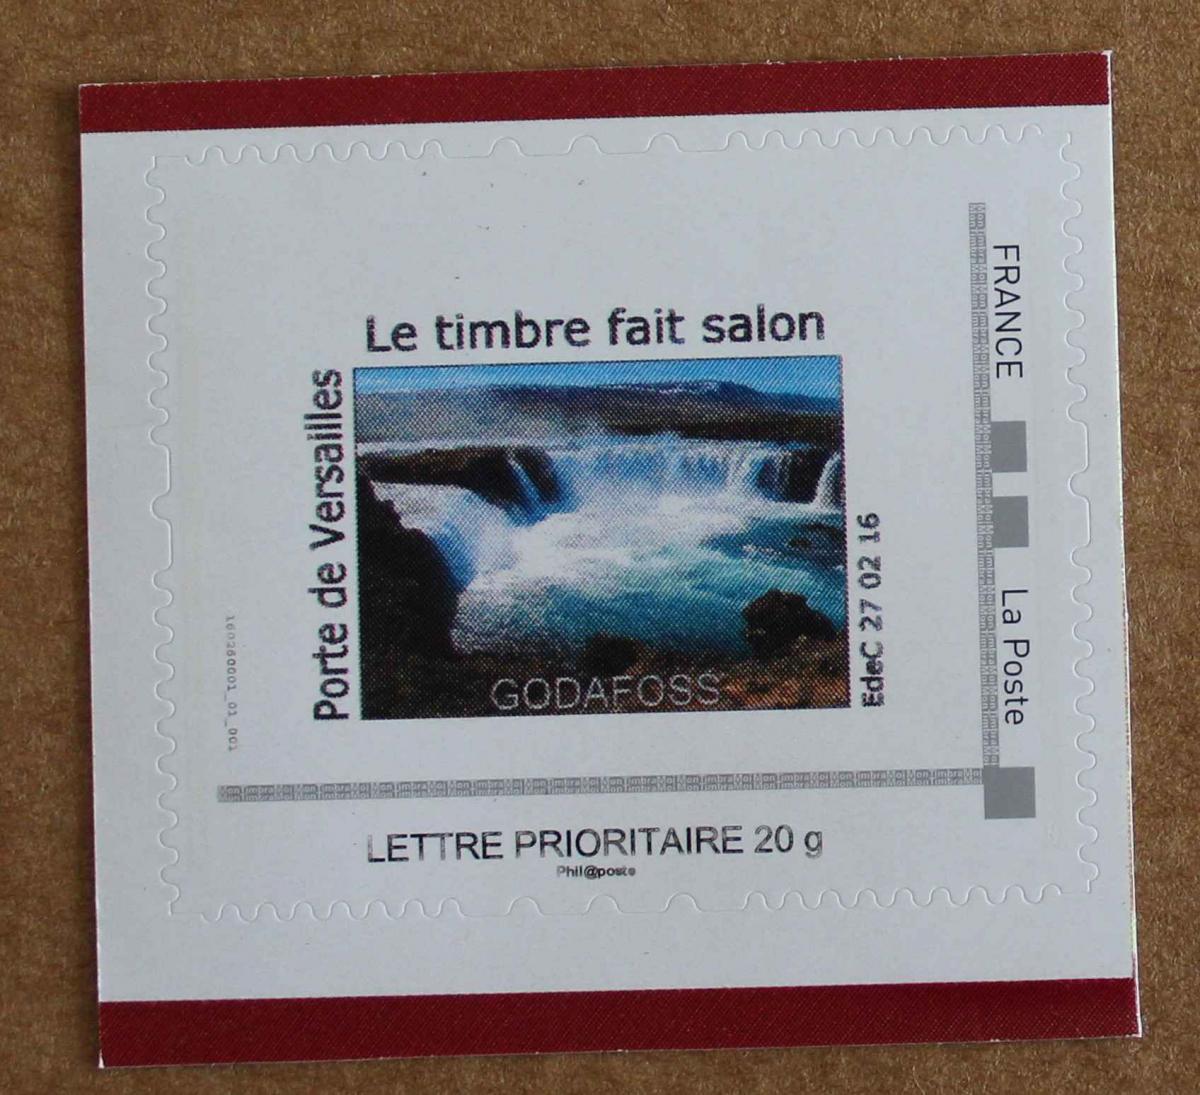 Le timbre fait salon
Porte de Versailles
GODAFOSS
EdeC 27 02 16
FRANCE
La Poste
160260001_01_001
LETTRE PRIORITAIRE 20 g
Phil@poste